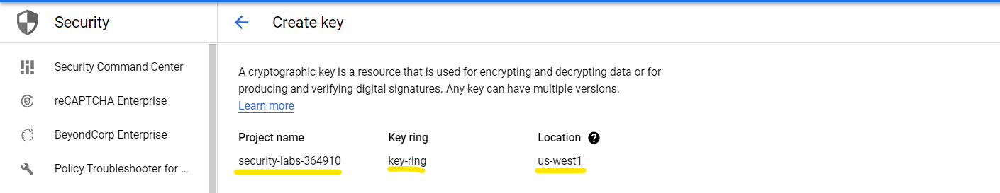 Security
Create key
Security Command Center
reCAPTCHA Enterprise
BeyondCorp Enterprise
Policy Troubleshooter for ...
A cryptographic key is a resource that is used for encrypting and decrypting data or for
producing and verifying digital signatures. Any key can have multiple versions.
Learn more
Project name Key ring Location ?
security-labs-364910 key-ring us-west1